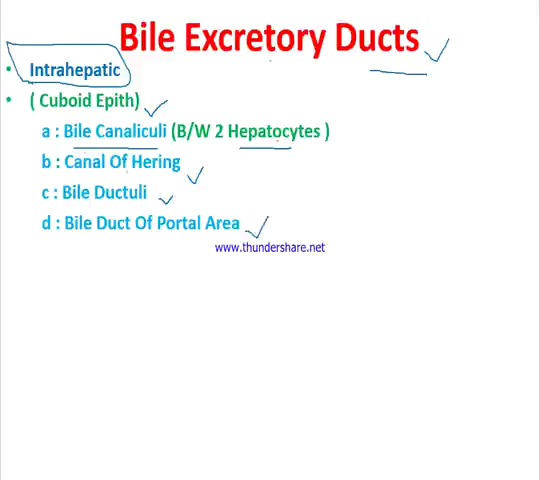 Bile Excretory Ducts
• Intrahepatic
• ( Cuboid Epith)
a : Bile Canaliculi (B/W 2 Hepatocytes )
b : Canal Of Hering
c : Bile Ductuli
d : Bile Duct Of Portal Area
www.thundershare.net